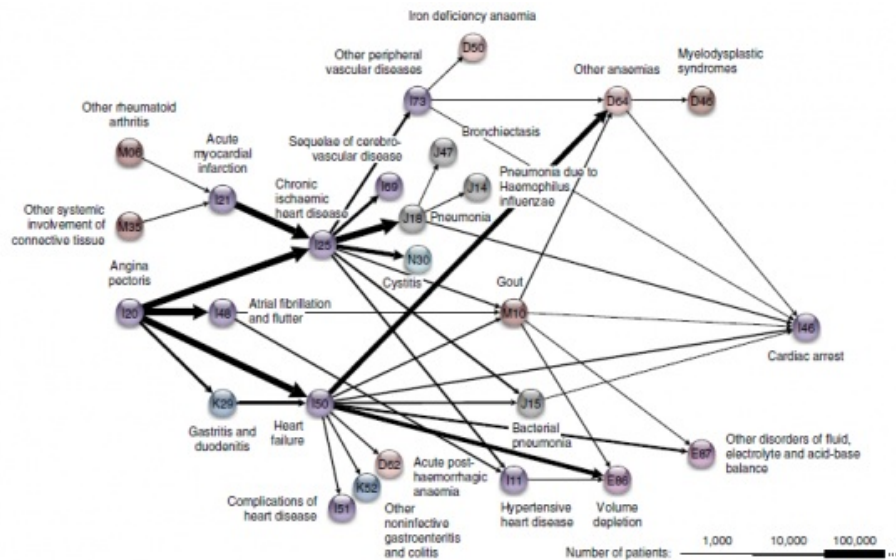 Iron deficiency anaemia
D50
Other peripheral
vascular diseases
I73
Other anaemias
D64
Myelodysplastic
syndromes
D46
Other rheumatoid
arthritis
M06
Acute
myocardial
infarction
I21
Other systemic
involvement of
connective tissue
M35
Sequelae of cerebro-
vascular disease
I69
Bronchiectasis
J47
J14
Pneumonia due to
Haemophilus
influenzae
Chronic
ischaemic
heart disease
I25
J18
Pneumonia
N30
Cystitis
Angina
pectoris
I20
I48
Atrial fibrillation
and flutter
Gout
M10
I46
Cardiac arrest
K29
Gastritis and
duodenitis
I50
Heart
failure
J15
Bacterial
pneumonia
E87
Other disorders of fluid,
electrolyte and acid-base
balance
D62
Acute post-
haemorrhagic
anaemia
K52
Other
noninfective
gastroenteritis
and colitis
I51
Complications of
heart disease
I11
Hypertensive
heart disease
E86
Volume
depletion
Number of patients:
1,000
10,000
100,000